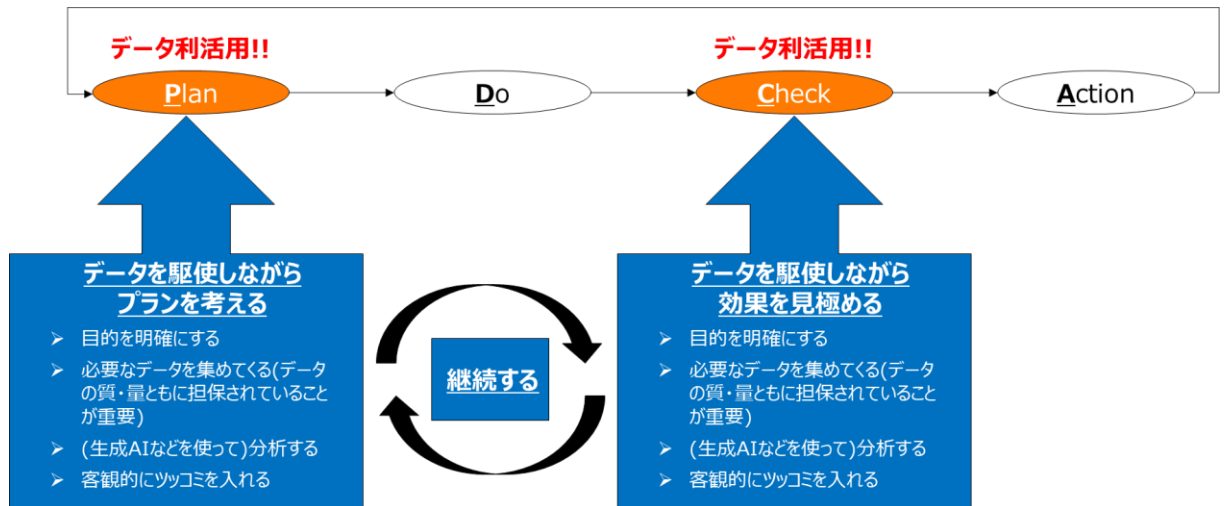 データ利活用!!
データ利活用!!
Plan
Do
Check
Action
データを駆使しながら
プランを考える
➢ 目的を明確にする
➢ 必要なデータを集めてくる(データ
の質・量ともに担保されていること
が重要)
➢ (生成AIなどを使って)分析する
➢ 客観的にツッコミを入れる
継続する
データを駆使しながら
効果を見極める
➢ 目的を明確にする
➢ 必要なデータを集めてくる(データ
の質・量ともに担保されていること
が重要)
➢ (生成AIなどを使って)分析する
➢ 客観的にツッコミを入れる